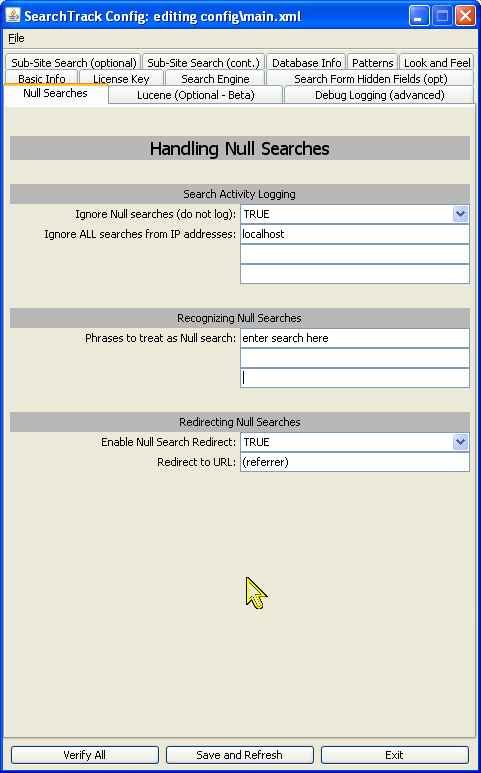 SearchTrack Config: editing config\main.xml
File
Sub-Site Search (optional) Sub-Site Search (cont.) Database Info Patterns Look and Feel
Basic Info License Key Search Engine Search Form Hidden Fields (opt)
Null Searches Lucene (Optional - Beta) Debug Logging (advanced)
Handling Null Searches
Search Activity Logging
Ignore Null searches (do not log): TRUE
Ignore ALL searches from IP addresses: localhost
Recognizing Null Searches
Phrases to treat as Null search: enter search here
Redirecting Null Searches
Enable Null Search Redirect: TRUE
Redirect to URL: (referrer)
Verify All Save and Refresh Exit